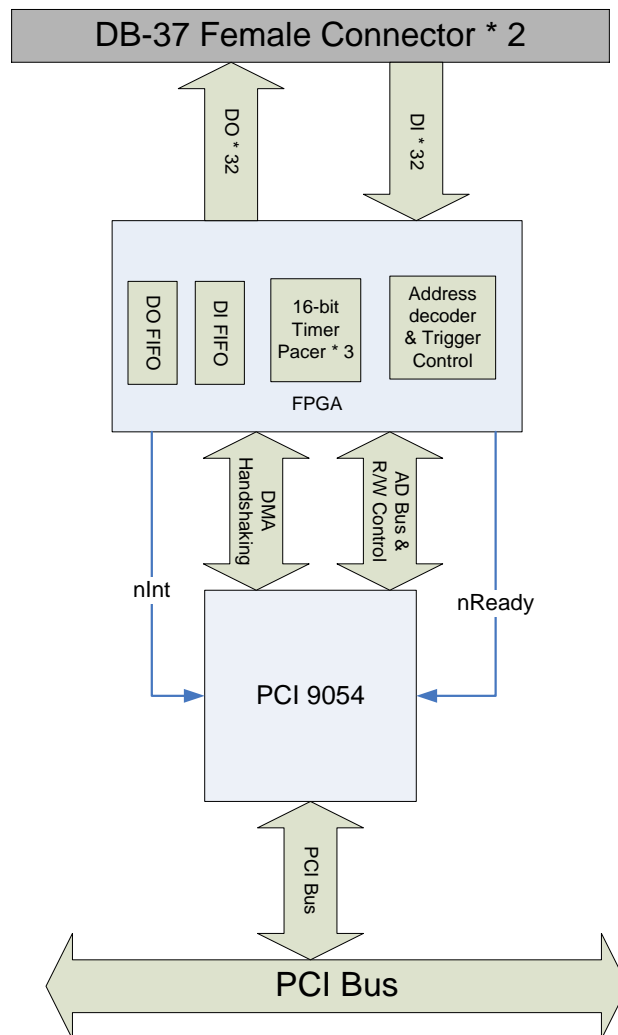 DB-37 Female Connector * 2
DO * 32
DI * 32
DO FIFO
DI FIFO
16-bit
Timer
Pacer * 3
Address
decoder
& Trigger
Control
FPGA
DMA
Handshaking
AD Bus &
R/W Control
nInt
nReady
PCI 9054
PCI Bus
PCI Bus